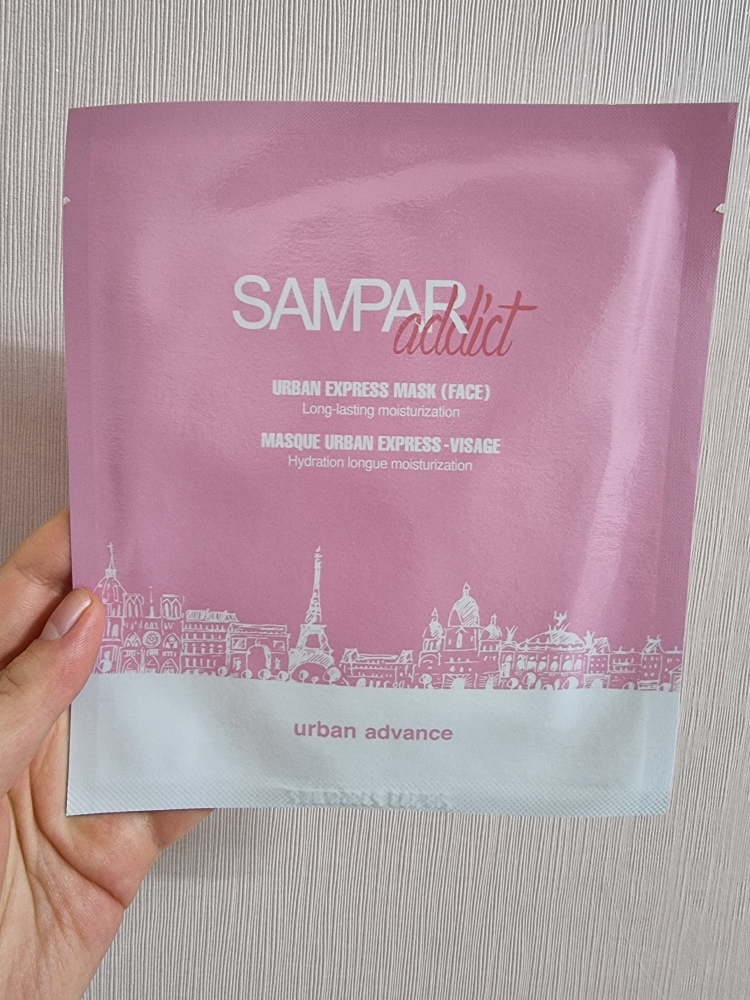 SAMPAR addict
URBAN EXPRESS MASK (FACE)
Long-lasting moisturization
MASQUE URBAN EXPRESS-VISAGE
Hydration longue moisturization
urban advance